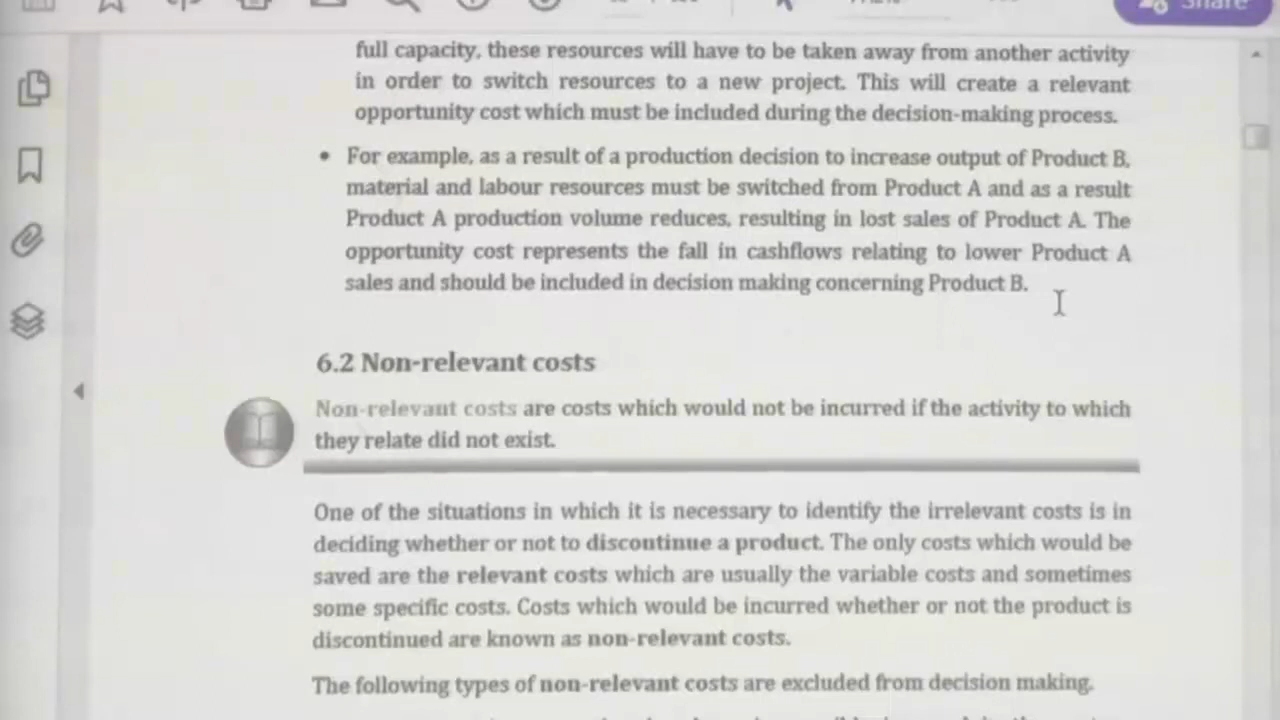 Share
full capacity, these resources will have to be taken away from another activity
in order to switch resources to a new project. This will create a relevant
opportunity cost which must be included during the decision-making process.
• For example, as a result of a production decision to increase output of Product B,
material and labour resources must be switched from Product A and as a result
Product A production volume reduces, resulting in lost sales of Product A. The
opportunity cost represents the fall in cashflows relating to lower Product A
sales and should be included in decision making concerning Product B.
6.2 Non-relevant costs
Non-relevant costs are costs which would not be incurred if the activity to which
they relate did not exist.
One of the situations in which it is necessary to identify the irrelevant costs is in
deciding whether or not to discontinue a product. The only costs which would be
saved are the relevant costs which are usually the variable costs and sometimes
some specific costs. Costs which would be incurred whether or not the product is
discontinued are known as non-relevant costs.
The following types of non-relevant costs are excluded from decision making.